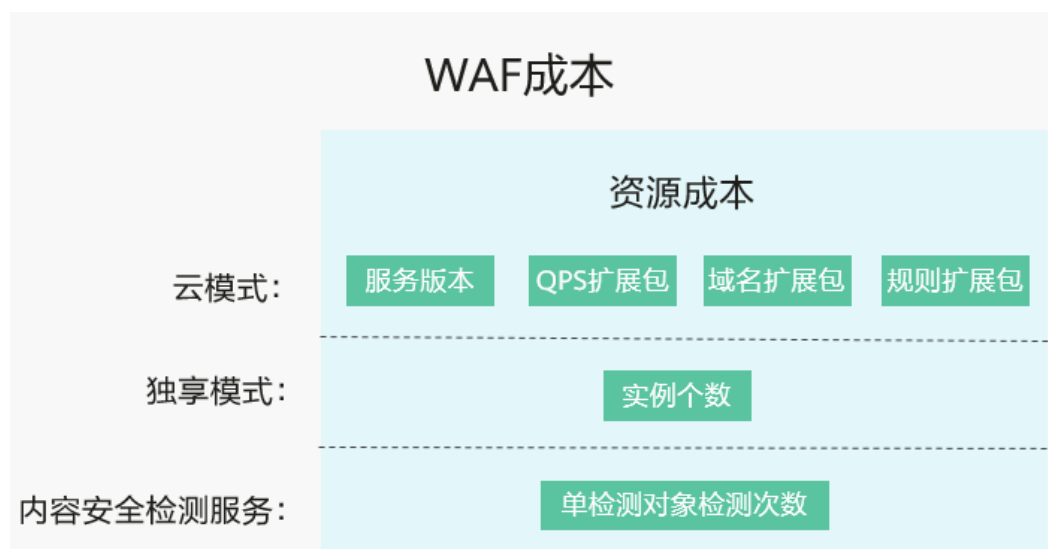 WAF成本
资源成本
云模式： 服务版本 QPS扩展包 域名扩展包 规则扩展包
独享模式： 实例个数
内容安全检测服务： 单检测对象检测次数